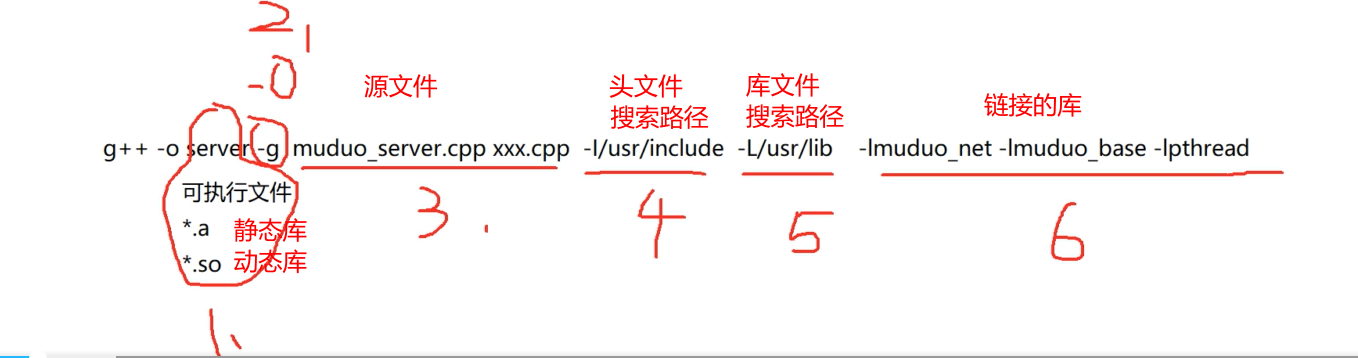 2,
-O
源文件 头文件 库文件 链接的库
搜索路径 搜索路径
g++ -o server -g muduo_server.cpp xxx.cpp -I/usr/include -L/usr/lib -lmuduo_net -lmuduo_base -lpthread
可执行文件
*.a 静态库
*.so 动态库
3. 4 5 6
1、